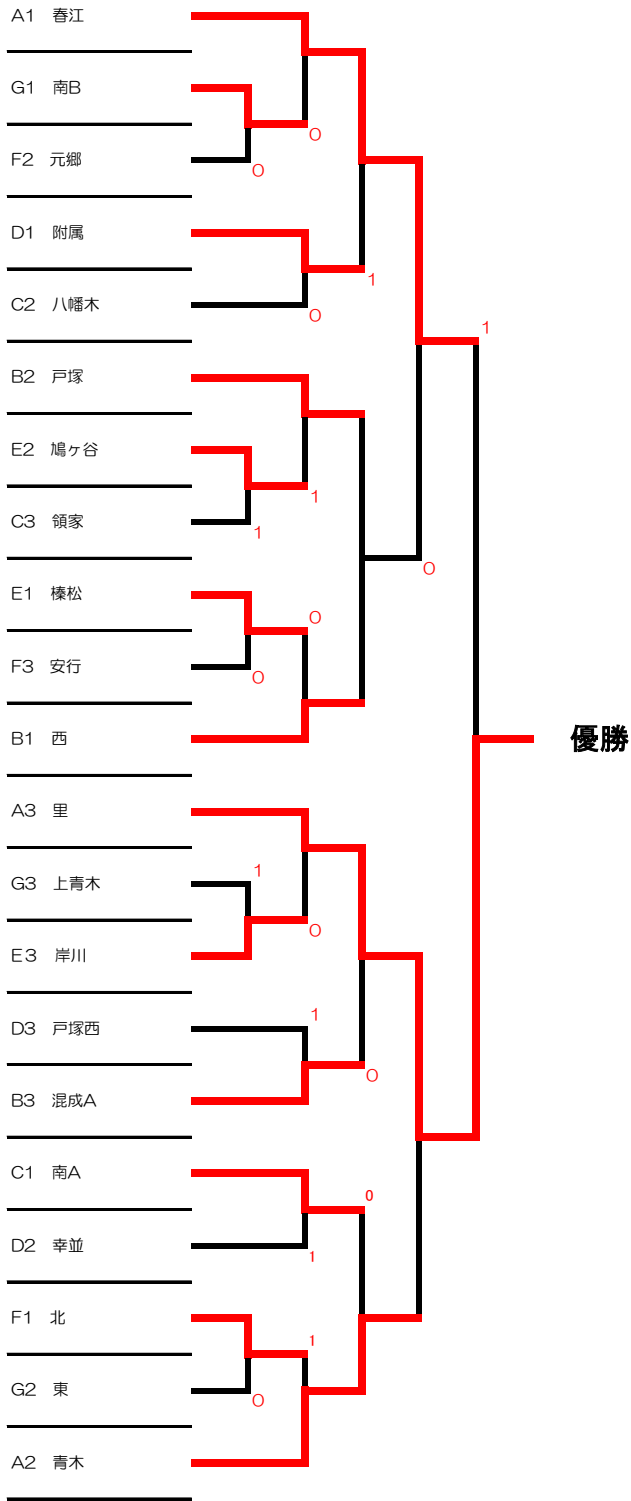 A1 春江
G1 南B
0
F2 元郷
0
D1 附属
1
C2 八幡木
0
1
B2 戸塚
E2 鳩ヶ谷
1
C3 領家
1
0
E1 榛松
0
F3 安行
0
B1 西
優勝
A3 里
G3 上青木
1
0
E3 岸川
D3 戸塚西
1
0
B3 混成A
C1 南A
0
D2 幸並
1
F1 北
1
G2 東
0
A2 青木